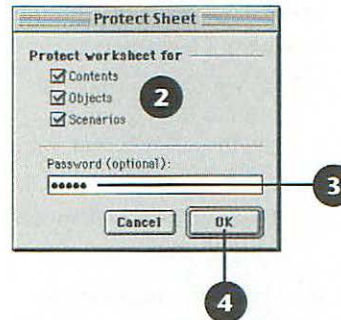 Protect Sheet
Protect worksheet for
Contents
2
Objects
Scenarios
Password (optional):
•••••
3
Cancel
OK
4